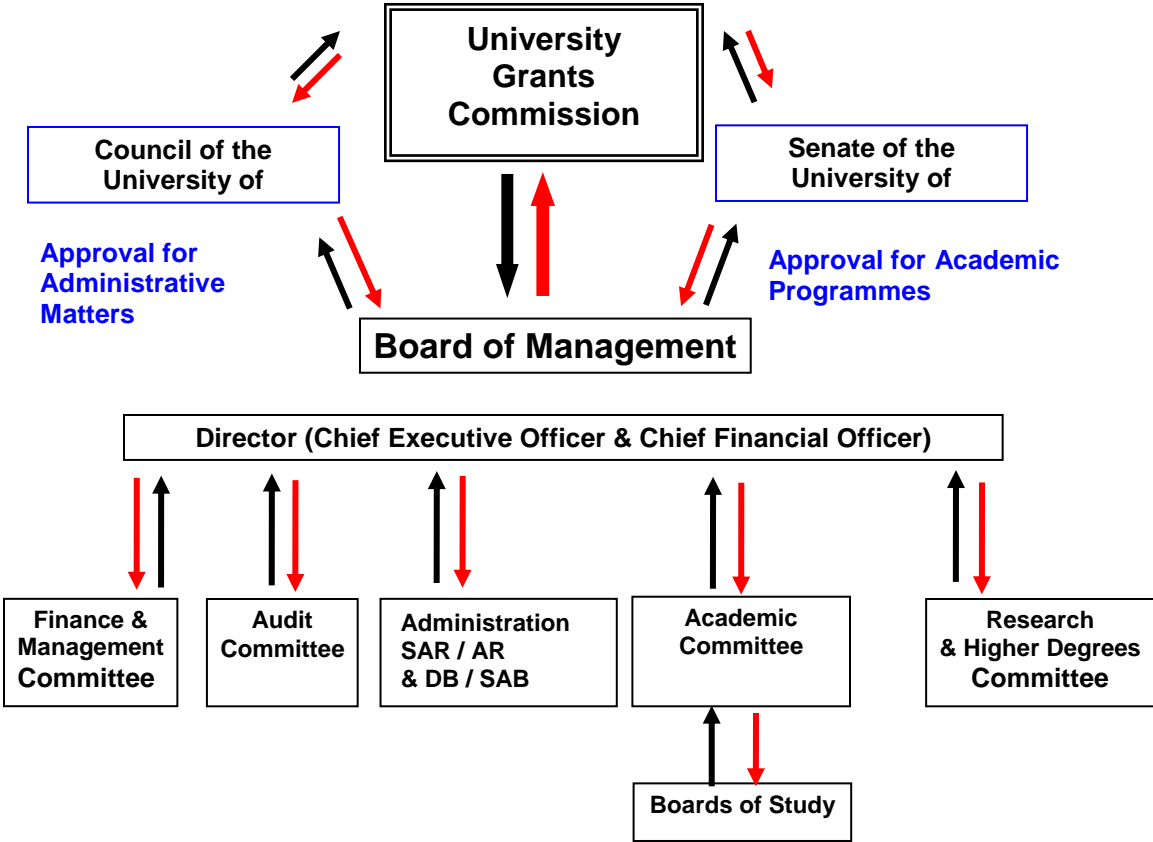 University
Grants
Commission
Council of the
University of
Senate of the
University of
Approval for
Administrative
Matters
Approval for Academic
Programmes
Board of Management
Director (Chief Executive Officer & Chief Financial Officer)
Finance &
Management
Committee
Audit
Committee
Administration
SAR / AR
& DB / SAB
Academic
Committee
Research
& Higher Degrees
Committee
Boards of Study